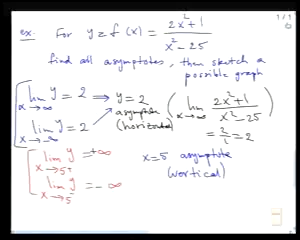 1/1
ex. For y = f(x) = 2x²+1 / x²-25
find all asymptotes, then sketch a
possible graph
lim y = 2 ⟹ y = 2 ( lim 2x²+1 / x²-25 )
x→∞ asymptote x→∞
lim y = 2 (horizontal) = 2/1 = 2
x→-∞
lim y = +∞ x=5 asymptote
x→5+ (vertical)
lim y = -∞
x→5-